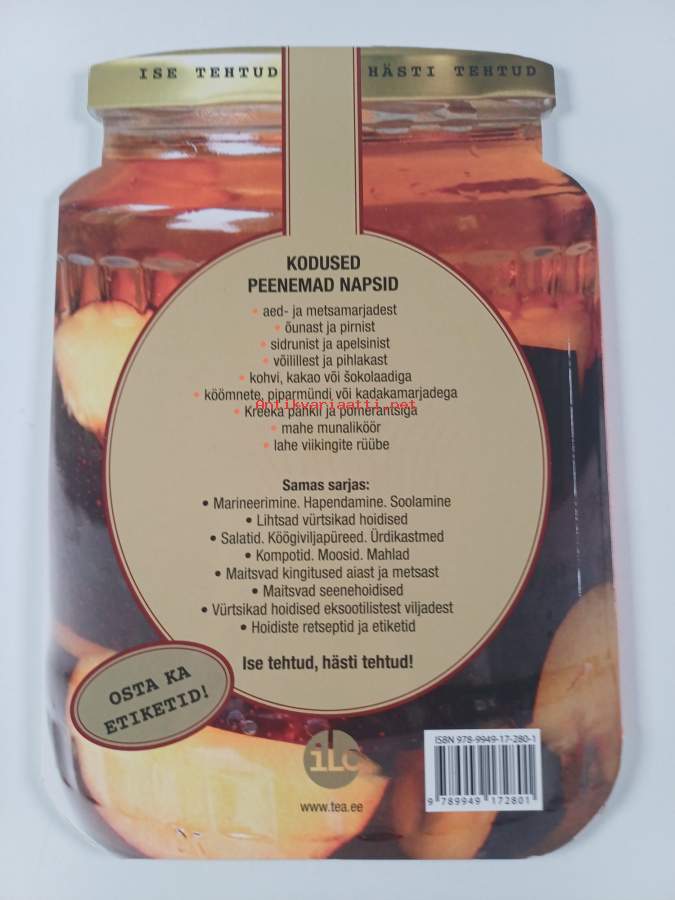 ISE TEHTUD HÄSTI TEHTUD
KODUSED
PEENEMAD NAPSID
• aed- ja metsamarjadest
• õunast ja pirnist
• sidrunist ja apelsinist
• võilillest ja pihlakast
• kohvi, kakao või šokolaadiga
• köömnete, piparmündi või kadakamarjadega
Antikvariaatti.net
• Kreeka pähkli ja pomerantsiga
• mahe munaliköör
• lahe viikingite rüübe
Samas sarjas:
• Marineerimine. Hapendamine. Soolamine
• Lihtsad vürtsikad hoidised
• Salatid. Köögiviljapüreed. Ürdikastmed
• Kompotid. Moosid. Mahlad
• Maitsvad kingitused aiast ja metsast
• Maitsvad seenehoidised
• Vürtsikad hoidised eksootilistest viljadest
• Hoidiste retseptid ja etiketid
Ise tehtud, hästi tehtud!
OSTA KA
ETIKETID!
ilo
www.tea.ee
ISBN 978-9949-17-280-1
9 789949 172801